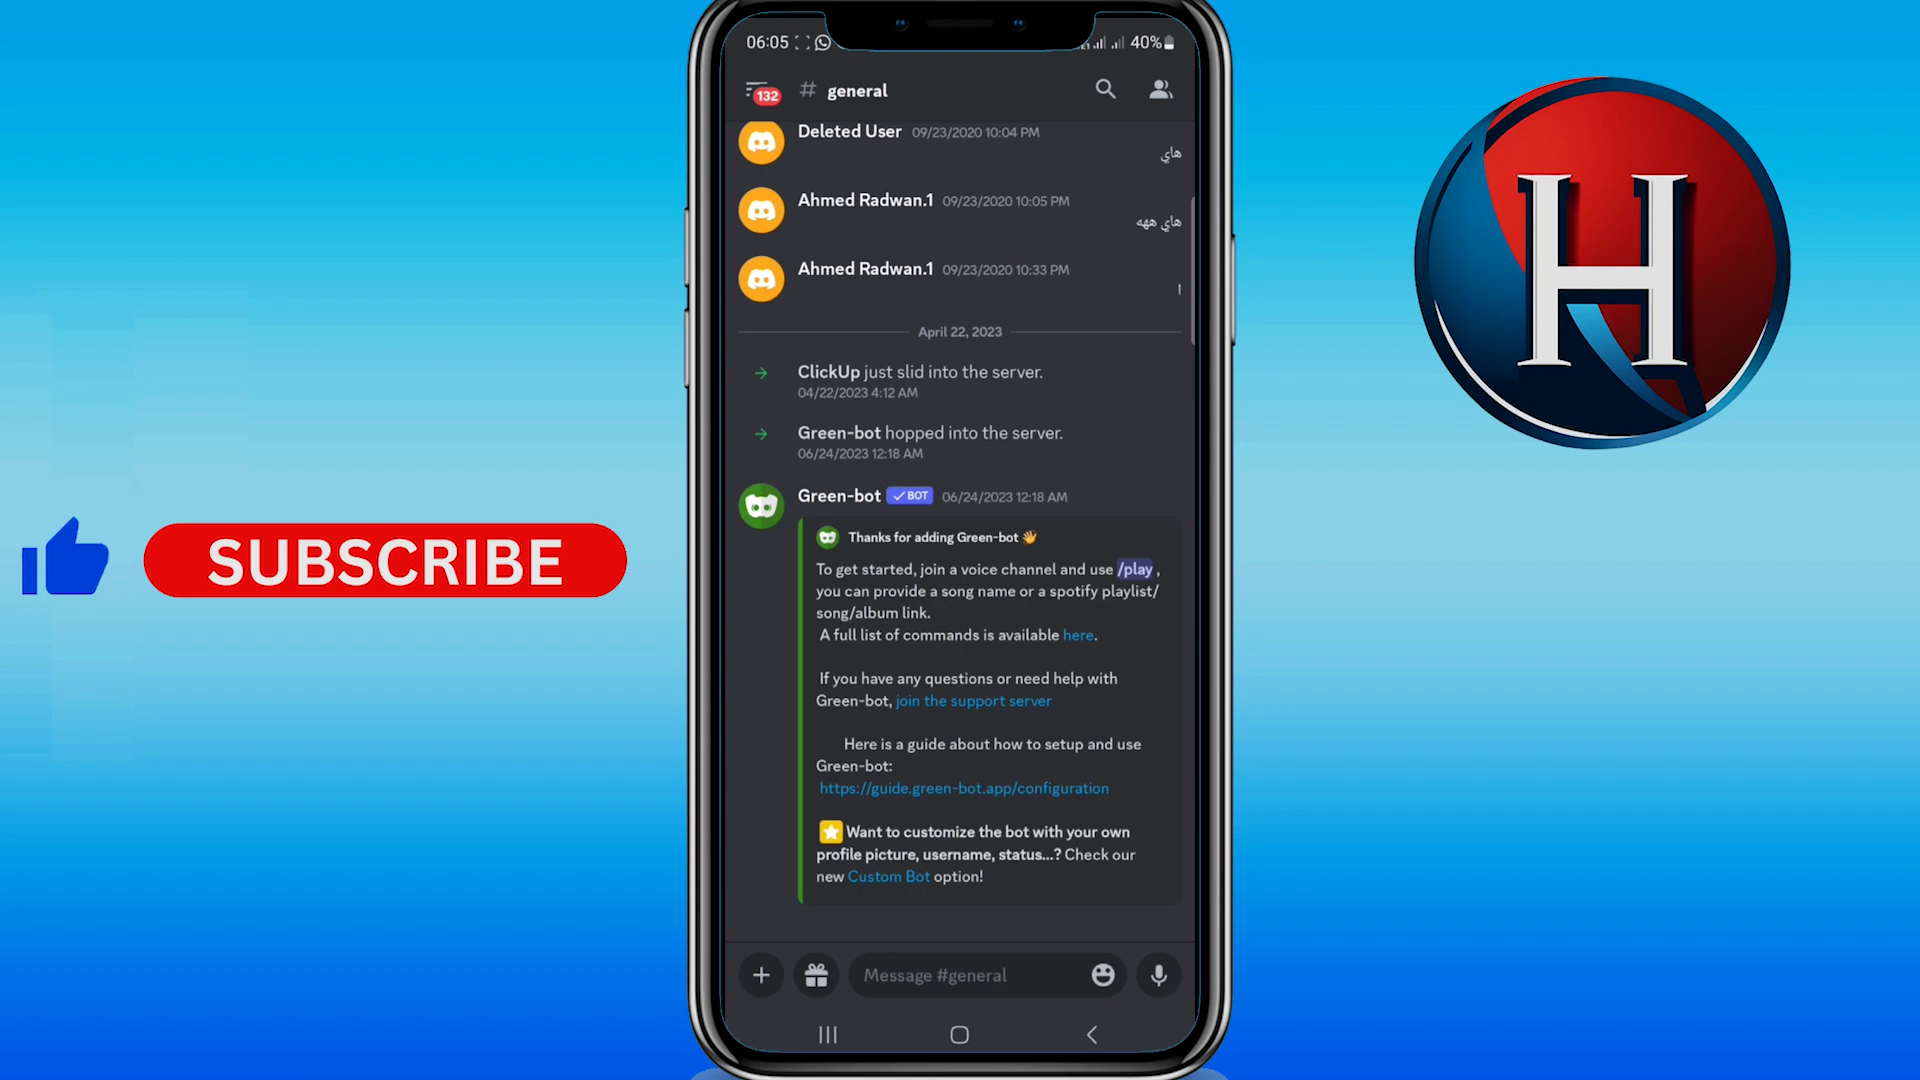 06:05
40%
132
# general
Deleted User 09/23/2020 10:04 PM
هاي
Ahmed Radwan.1 09/23/2020 10:05 PM
هاي ههه
Ahmed Radwan.1 09/23/2020 10:33 PM
ا
April 22, 2023
ClickUp just slid into the server.
04/22/2023 4:12 AM
Green-bot hopped into the server.
06/24/2023 12:18 AM
Green-bot ✓BOT 06/24/2023 12:18 AM
Thanks for adding Green-bot 👋
To get started, join a voice channel and use /play ,
you can provide a song name or a spotify playlist/
song/album link.
A full list of commands is available here.
If you have any questions or need help with
Green-bot, join the support server
Here is a guide about how to setup and use
Green-bot:
https://guide.green-bot.app/configuration
⭐ Want to customize the bot with your own
profile picture, username, status...? Check our
new Custom Bot option!
Message #general
SUBSCRIBE
H